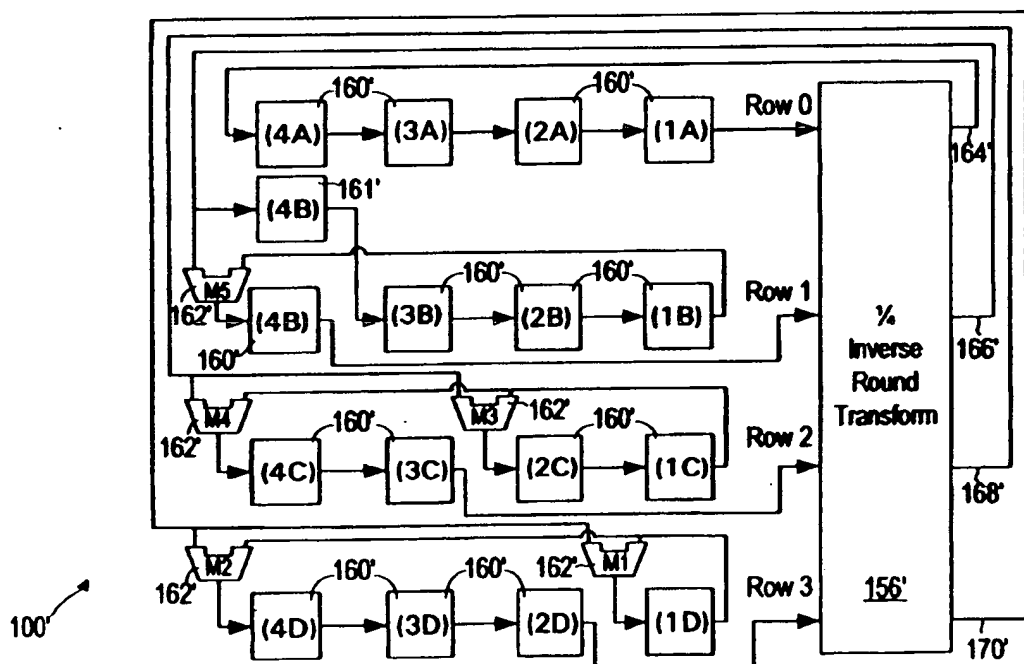 160' 160'
(4A) (3A) (2A) (1A) Row 0
164'
161'
(4B)
160' 160'
M5 Row 1
162' (4B) (3B) (2B) (1B)
160'
166'
¼
Inverse
Round
Transform
M4 M3 162'
162' 160' 160' Row 2
(4C) (3C) (2C) (1C)
168'
M2 162' M1
162' 160' 160' Row 3
156'
100' (4D) (3D) (2D) (1D)
170'